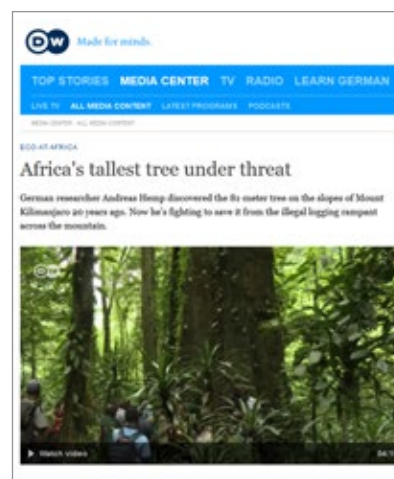 DW Made for minds.
TOP STORIES MEDIA CENTER TV RADIO LEARN GERMAN
LIVE TV ALL MEDIA CONTENT LATEST PROGRAMS PODCASTS
MEDIA CENTER ALL MEDIA CONTENT
ECO-AT-AFRICA
Africa's tallest tree under threat
German researcher Andreas Hemp discovered the 81-meter tree on the slopes of Mount
Kilimanjaro 20 years ago. Now he's fighting to save it from the illegal logging rampant
across the mountain.
DW
Watch video